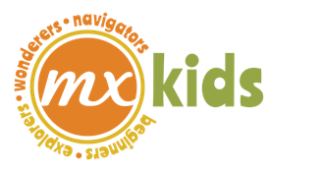 wonderers • navigators
mx kids
beginners • explorers •